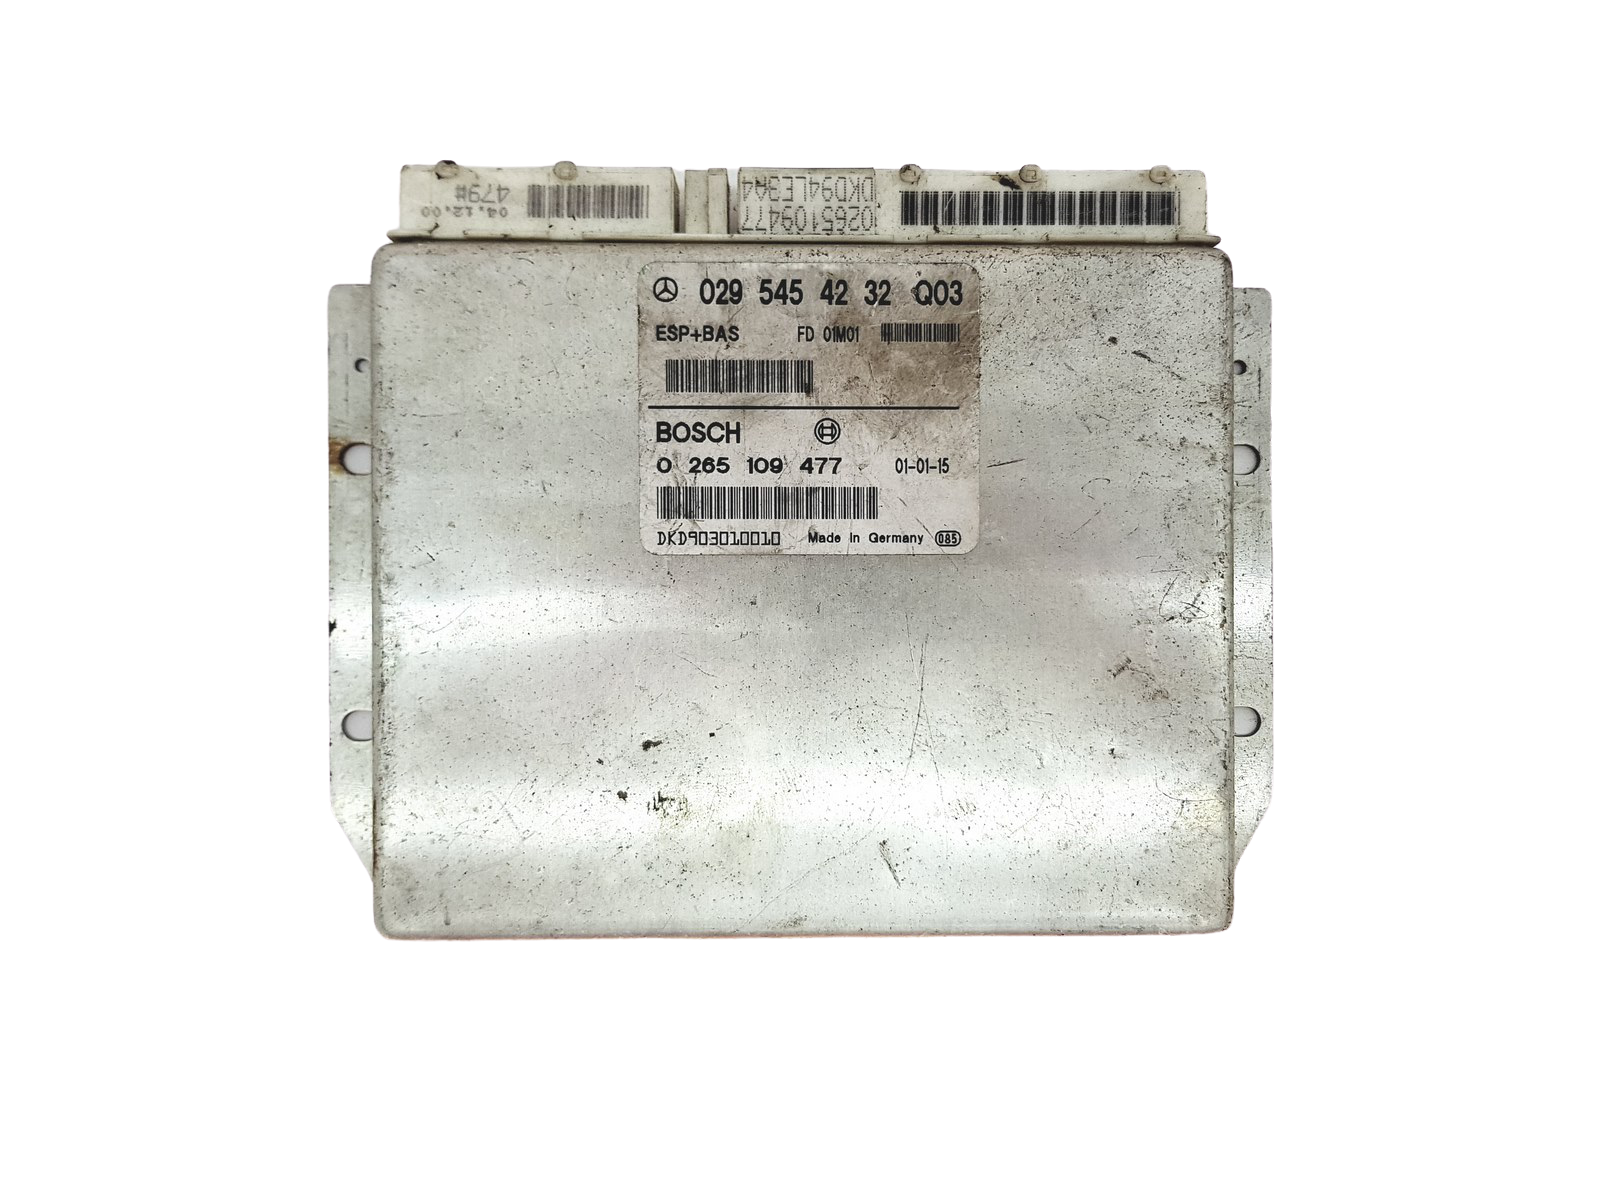 479#
04.12.00
DKD94LE3A4
0265109477
029 545 42 32 Q03
ESP+BAS FD 01M01
BOSCH
0 265 109 477 01-01-15
DKD903010010 Made in Germany 085